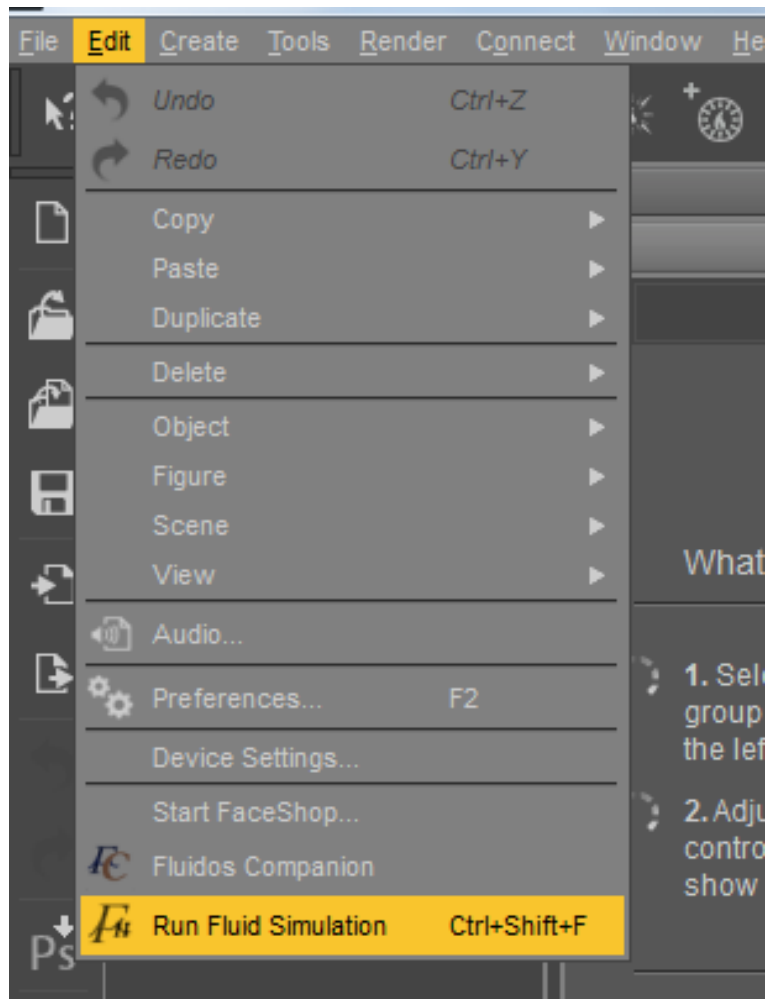 File Edit Create Tools Render Connect Window He
Undo Ctrl+Z
Redo Ctrl+Y
Copy
Paste
Duplicate
Delete
Object
Figure
Scene
View
Audio...
Preferences... F2
Device Settings...
Start FaceShop...
FC Fluidos Companion
Run Fluid Simulation Ctrl+Shift+F
Ps
What
1. Sele
group
the lef
2. Adju
contro
show